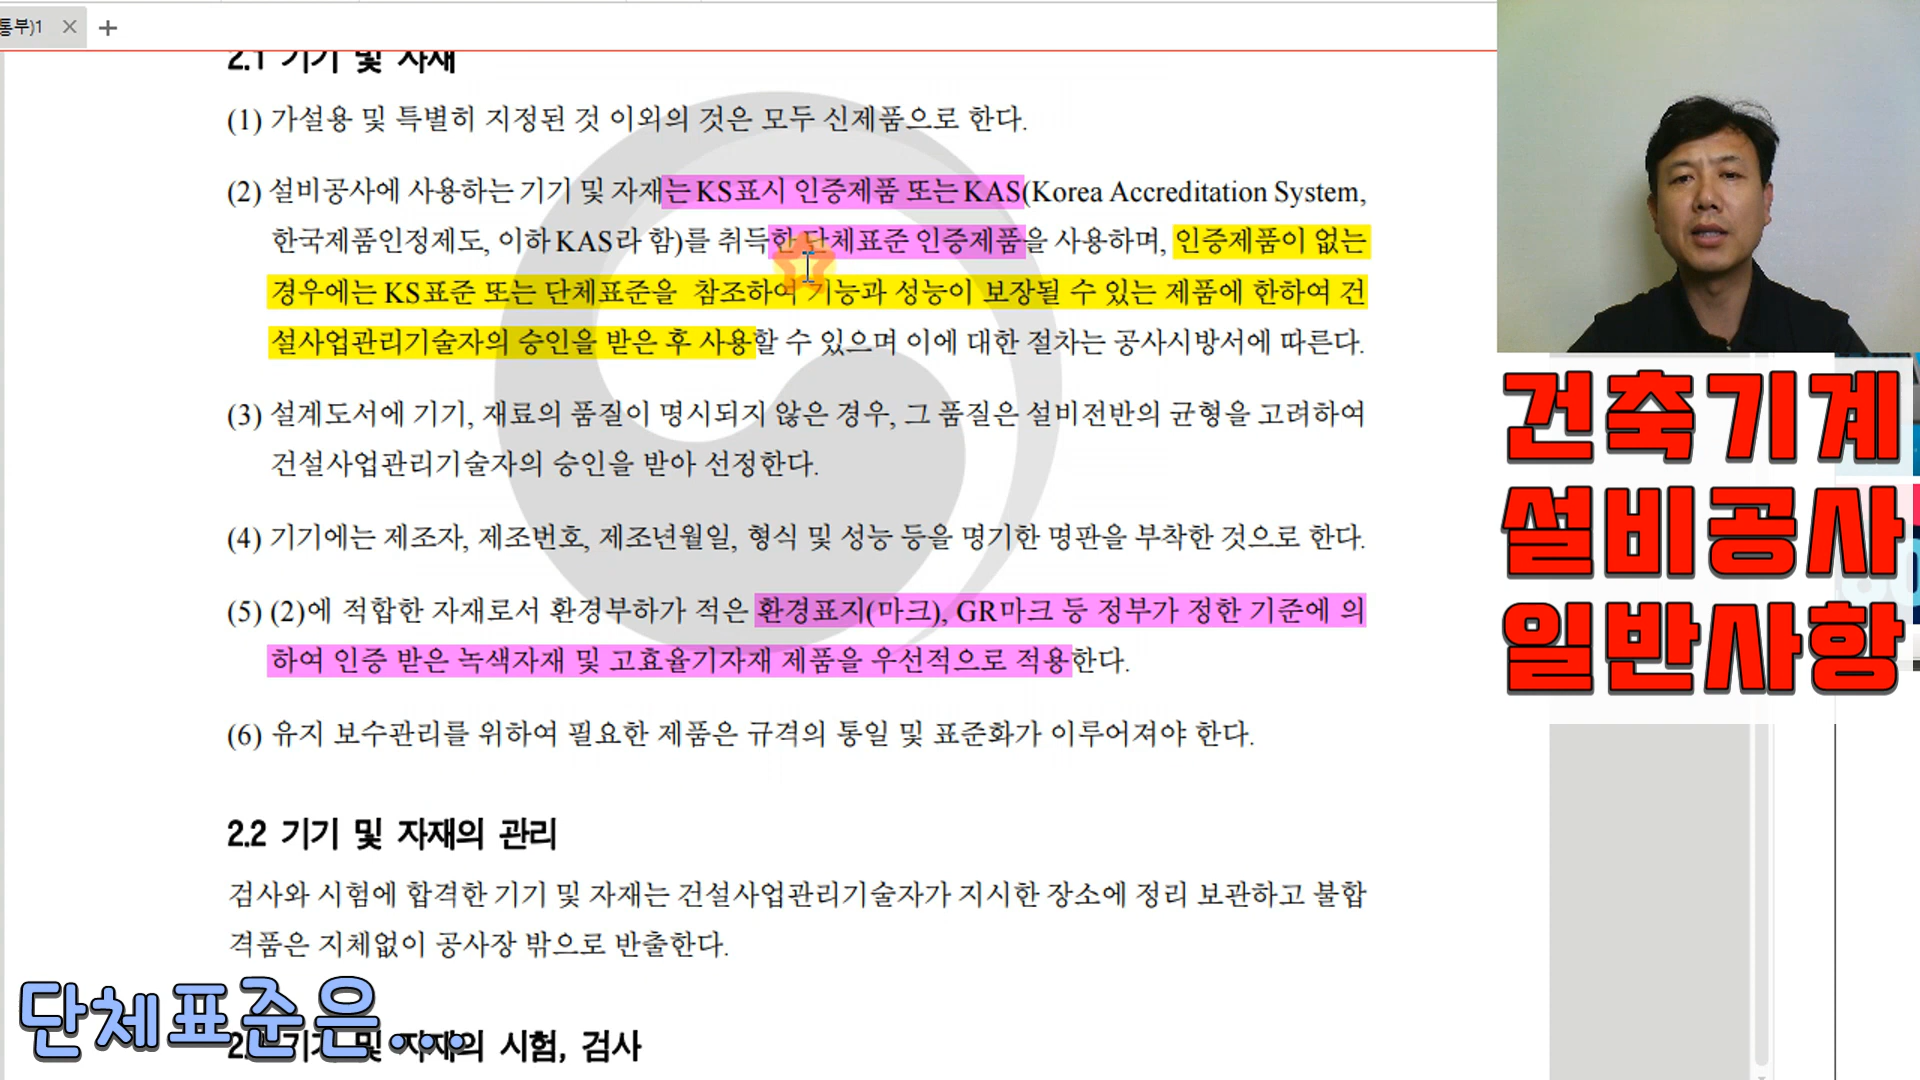 통부)1
2.1 기기 및 자재
(1) 가설용 및 특별히 지정된 것 이외의 것은 모두 신제품으로 한다.
(2) 설비공사에 사용하는 기기 및 자재는 KS표시 인증제품 또는 KAS(Korea Accreditation System,
한국제품인정제도, 이하 KAS라 함)를 취득한 단체표준 인증제품을 사용하며, 인증제품이 없는
경우에는 KS표준 또는 단체표준을 참조하여 기능과 성능이 보장될 수 있는 제품에 한하여 건
설사업관리기술자의 승인을 받은 후 사용할 수 있으며 이에 대한 절차는 공사시방서에 따른다.
(3) 설계도서에 기기, 재료의 품질이 명시되지 않은 경우, 그 품질은 설비전반의 균형을 고려하여
건설사업관리기술자의 승인을 받아 선정한다.
(4) 기기에는 제조자, 제조번호, 제조년월일, 형식 및 성능 등을 명기한 명판을 부착한 것으로 한다.
(5) (2)에 적합한 자재로서 환경부하가 적은 환경표지(마크), GR마크 등 정부가 정한 기준에 의
하여 인증 받은 녹색자재 및 고효율기자재 제품을 우선적으로 적용한다.
(6) 유지 보수관리를 위하여 필요한 제품은 규격의 통일 및 표준화가 이루어져야 한다.
2.2 기기 및 자재의 관리
검사와 시험에 합격한 기기 및 자재는 건설사업관리기술자가 지시한 장소에 정리 보관하고 불합
격품은 지체없이 공사장 밖으로 반출한다.
기기 및 자재의 시험, 검사
단체표준은...
건축기계
설비공사
일반사항